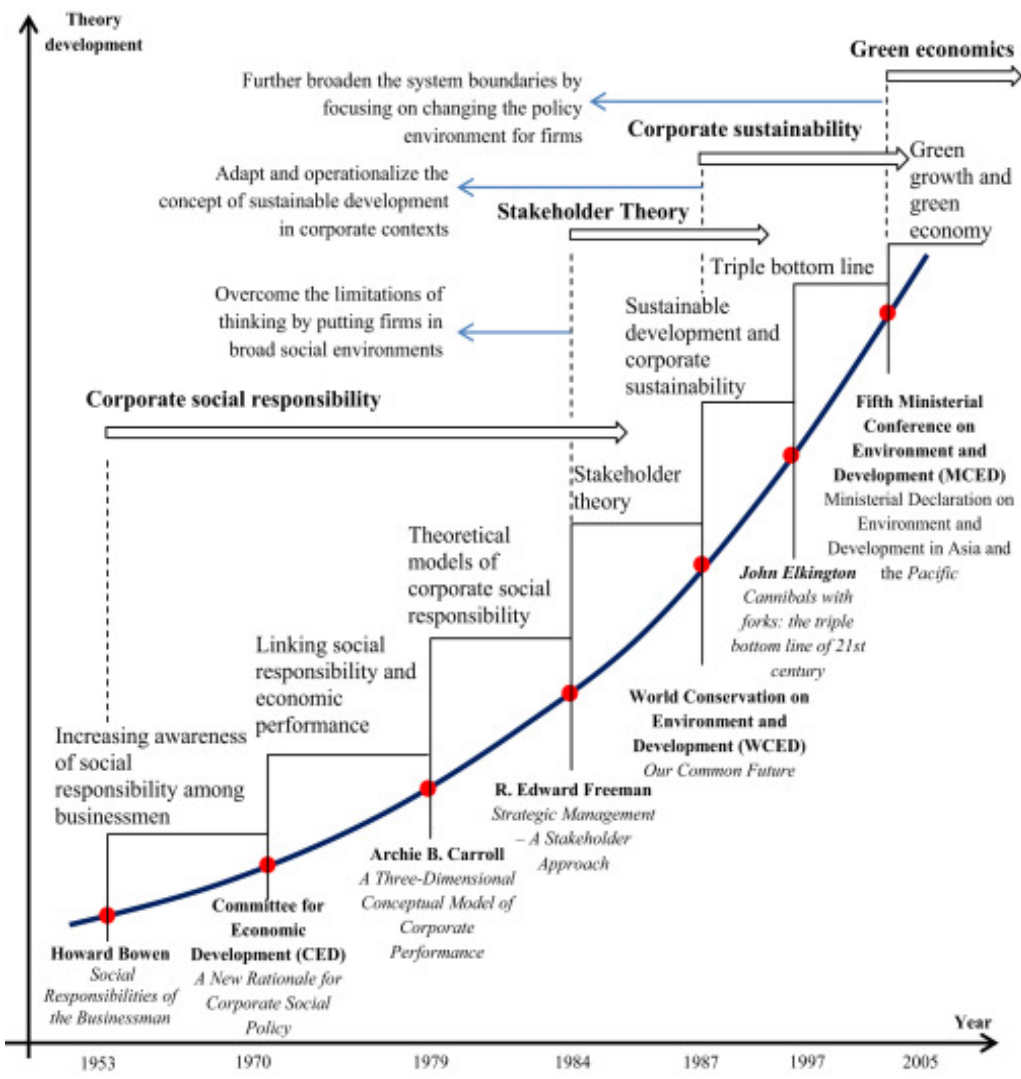 Theory
development
Green economics
Further broaden the system boundaries by
focusing on changing the policy
environment for firms
Corporate sustainability
Green
growth and
green
economy
Adapt and operationalize the
concept of sustainable development
in corporate contexts
Stakeholder Theory
Triple bottom line
Overcome the limitations of
thinking by putting firms in
broad social environments
Sustainable
development and
corporate
sustainability
Corporate social responsibility
Fifth Ministerial
Conference on
Environment and
Development (MCED)
Ministerial Declaration on
Environment and
Development in Asia and
the Pacific
Stakeholder
theory
Theoretical
models of
corporate social
responsibility
John Elkington
Cannibals with
forks: the triple
bottom line of 21st
century
Linking social
responsibility and
economic
performance
World Conservation on
Environment and
Development (WCED)
Our Common Future
Increasing awareness
of social
responsibility among
businessmen
R. Edward Freeman
Strategic Management
– A Stakeholder
Approach
Archie B. Carroll
A Three-Dimensional
Conceptual Model of
Corporate
Performance
Committee for
Economic
Development (CED)
A New Rationale for
Corporate Social
Policy
Howard Bowen
Social
Responsibilities of
the Businessman
Year
1953 1970 1979 1984 1987 1997 2005